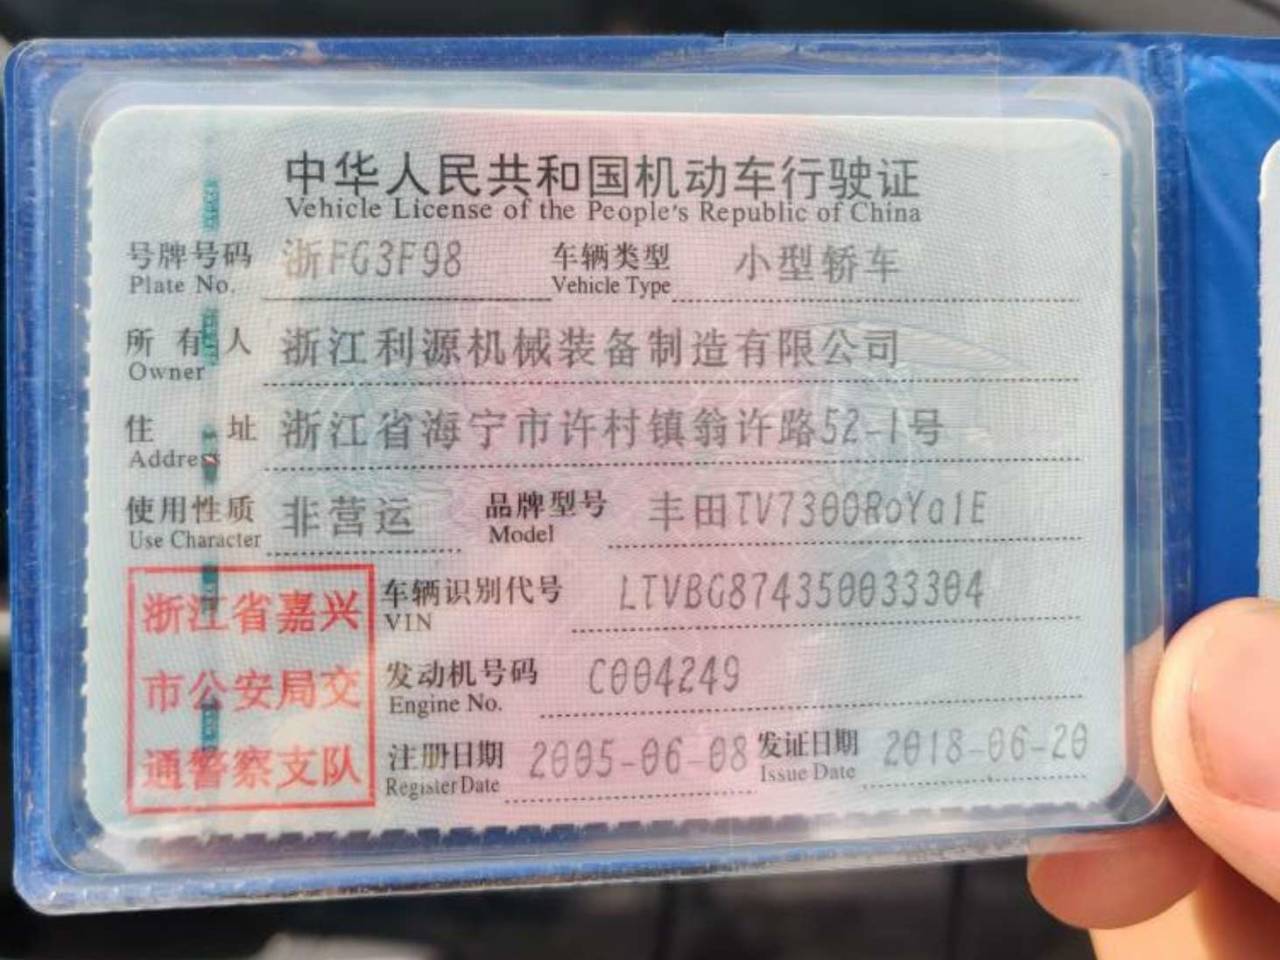 中华人民共和国机动车行驶证
Vehicle License of the People's Republic of China
号牌号码 浙FG3F98 车辆类型 小型轿车
Plate No. Vehicle Type
所有人 浙江利源机械装备制造有限公司
Owner
住址 浙江省海宁市许村镇翁许路52-1号
Address
使用性质 非营运 品牌型号 丰田TV7300RoYalE
Use Character Model
浙江省嘉兴
市公安局交
通警察支队
车辆识别代号 LTVBG874350033304
VIN
发动机号码 C004249
Engine No.
注册日期 2005-06-08 发证日期 2018-06-20
Register Date Issue Date